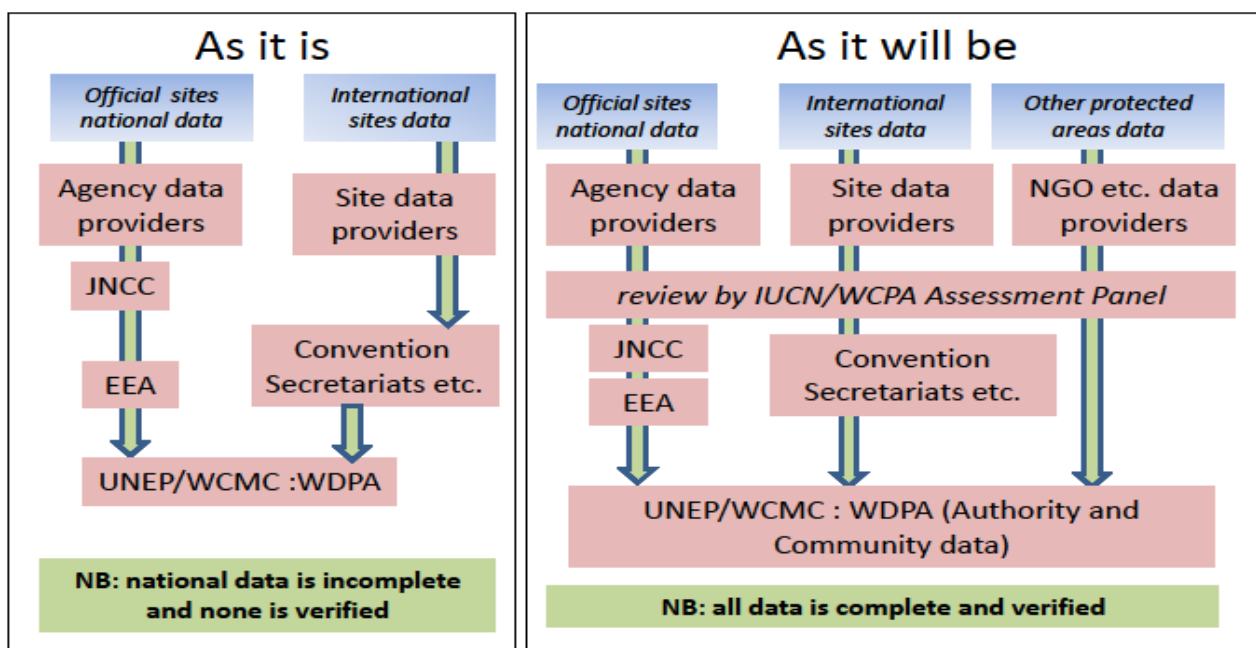 As it is
Official sites
national data
International
sites data
Agency data
providers
Site data
providers
JNCC
EEA
Convention
Secretariats etc.
UNEP/WCMC :WDPA
NB: national data is incomplete
and none is verified
As it will be
Official sites
national data
International
sites data
Other protected
areas data
Agency data
providers
Site data
providers
NGO etc. data
providers
review by IUCN/WCPA Assessment Panel
JNCC
EEA
Convention
Secretariats etc.
UNEP/WCMC : WDPA (Authority and
Community data)
NB: all data is complete and verified